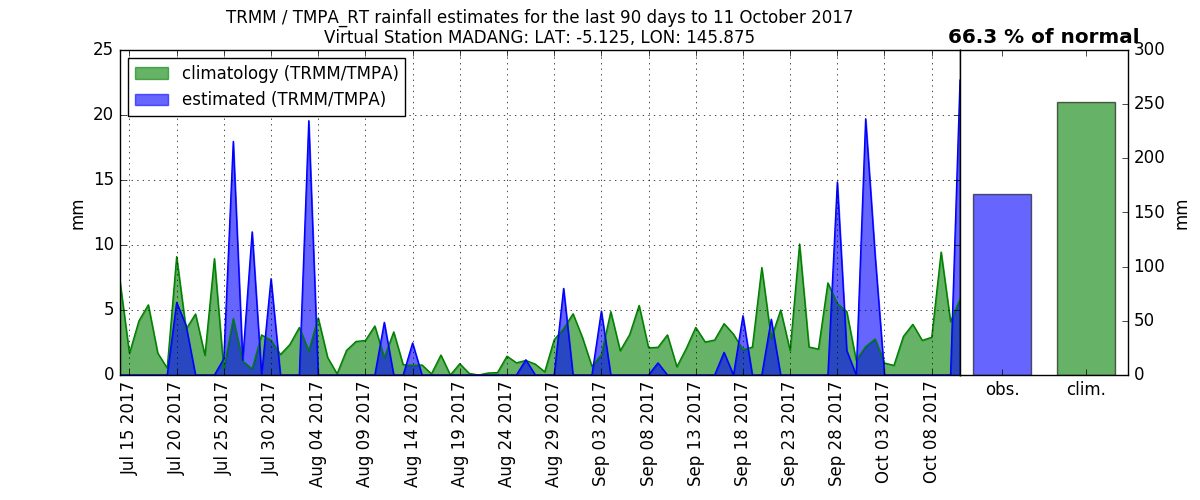 TRMM / TMPA_RT rainfall estimates for the last 90 days to 11 October 2017
Virtual Station MADANG: LAT: -5.125, LON: 145.875
66.3 % of normal
climatology (TRMM/TMPA)
estimated (TRMM/TMPA)
25
20
15
10
5
0
mm
Jul 15 2017
Jul 20 2017
Jul 25 2017
Jul 30 2017
Aug 04 2017
Aug 09 2017
Aug 14 2017
Aug 19 2017
Aug 24 2017
Aug 29 2017
Sep 03 2017
Sep 08 2017
Sep 13 2017
Sep 18 2017
Sep 23 2017
Sep 28 2017
Oct 03 2017
Oct 08 2017
obs.
clim.
300
250
200
150
100
50
0
mm